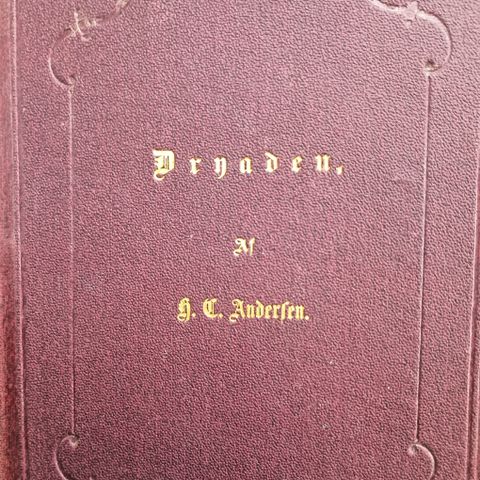 Dryaden.
Af
H. C. Andersen.